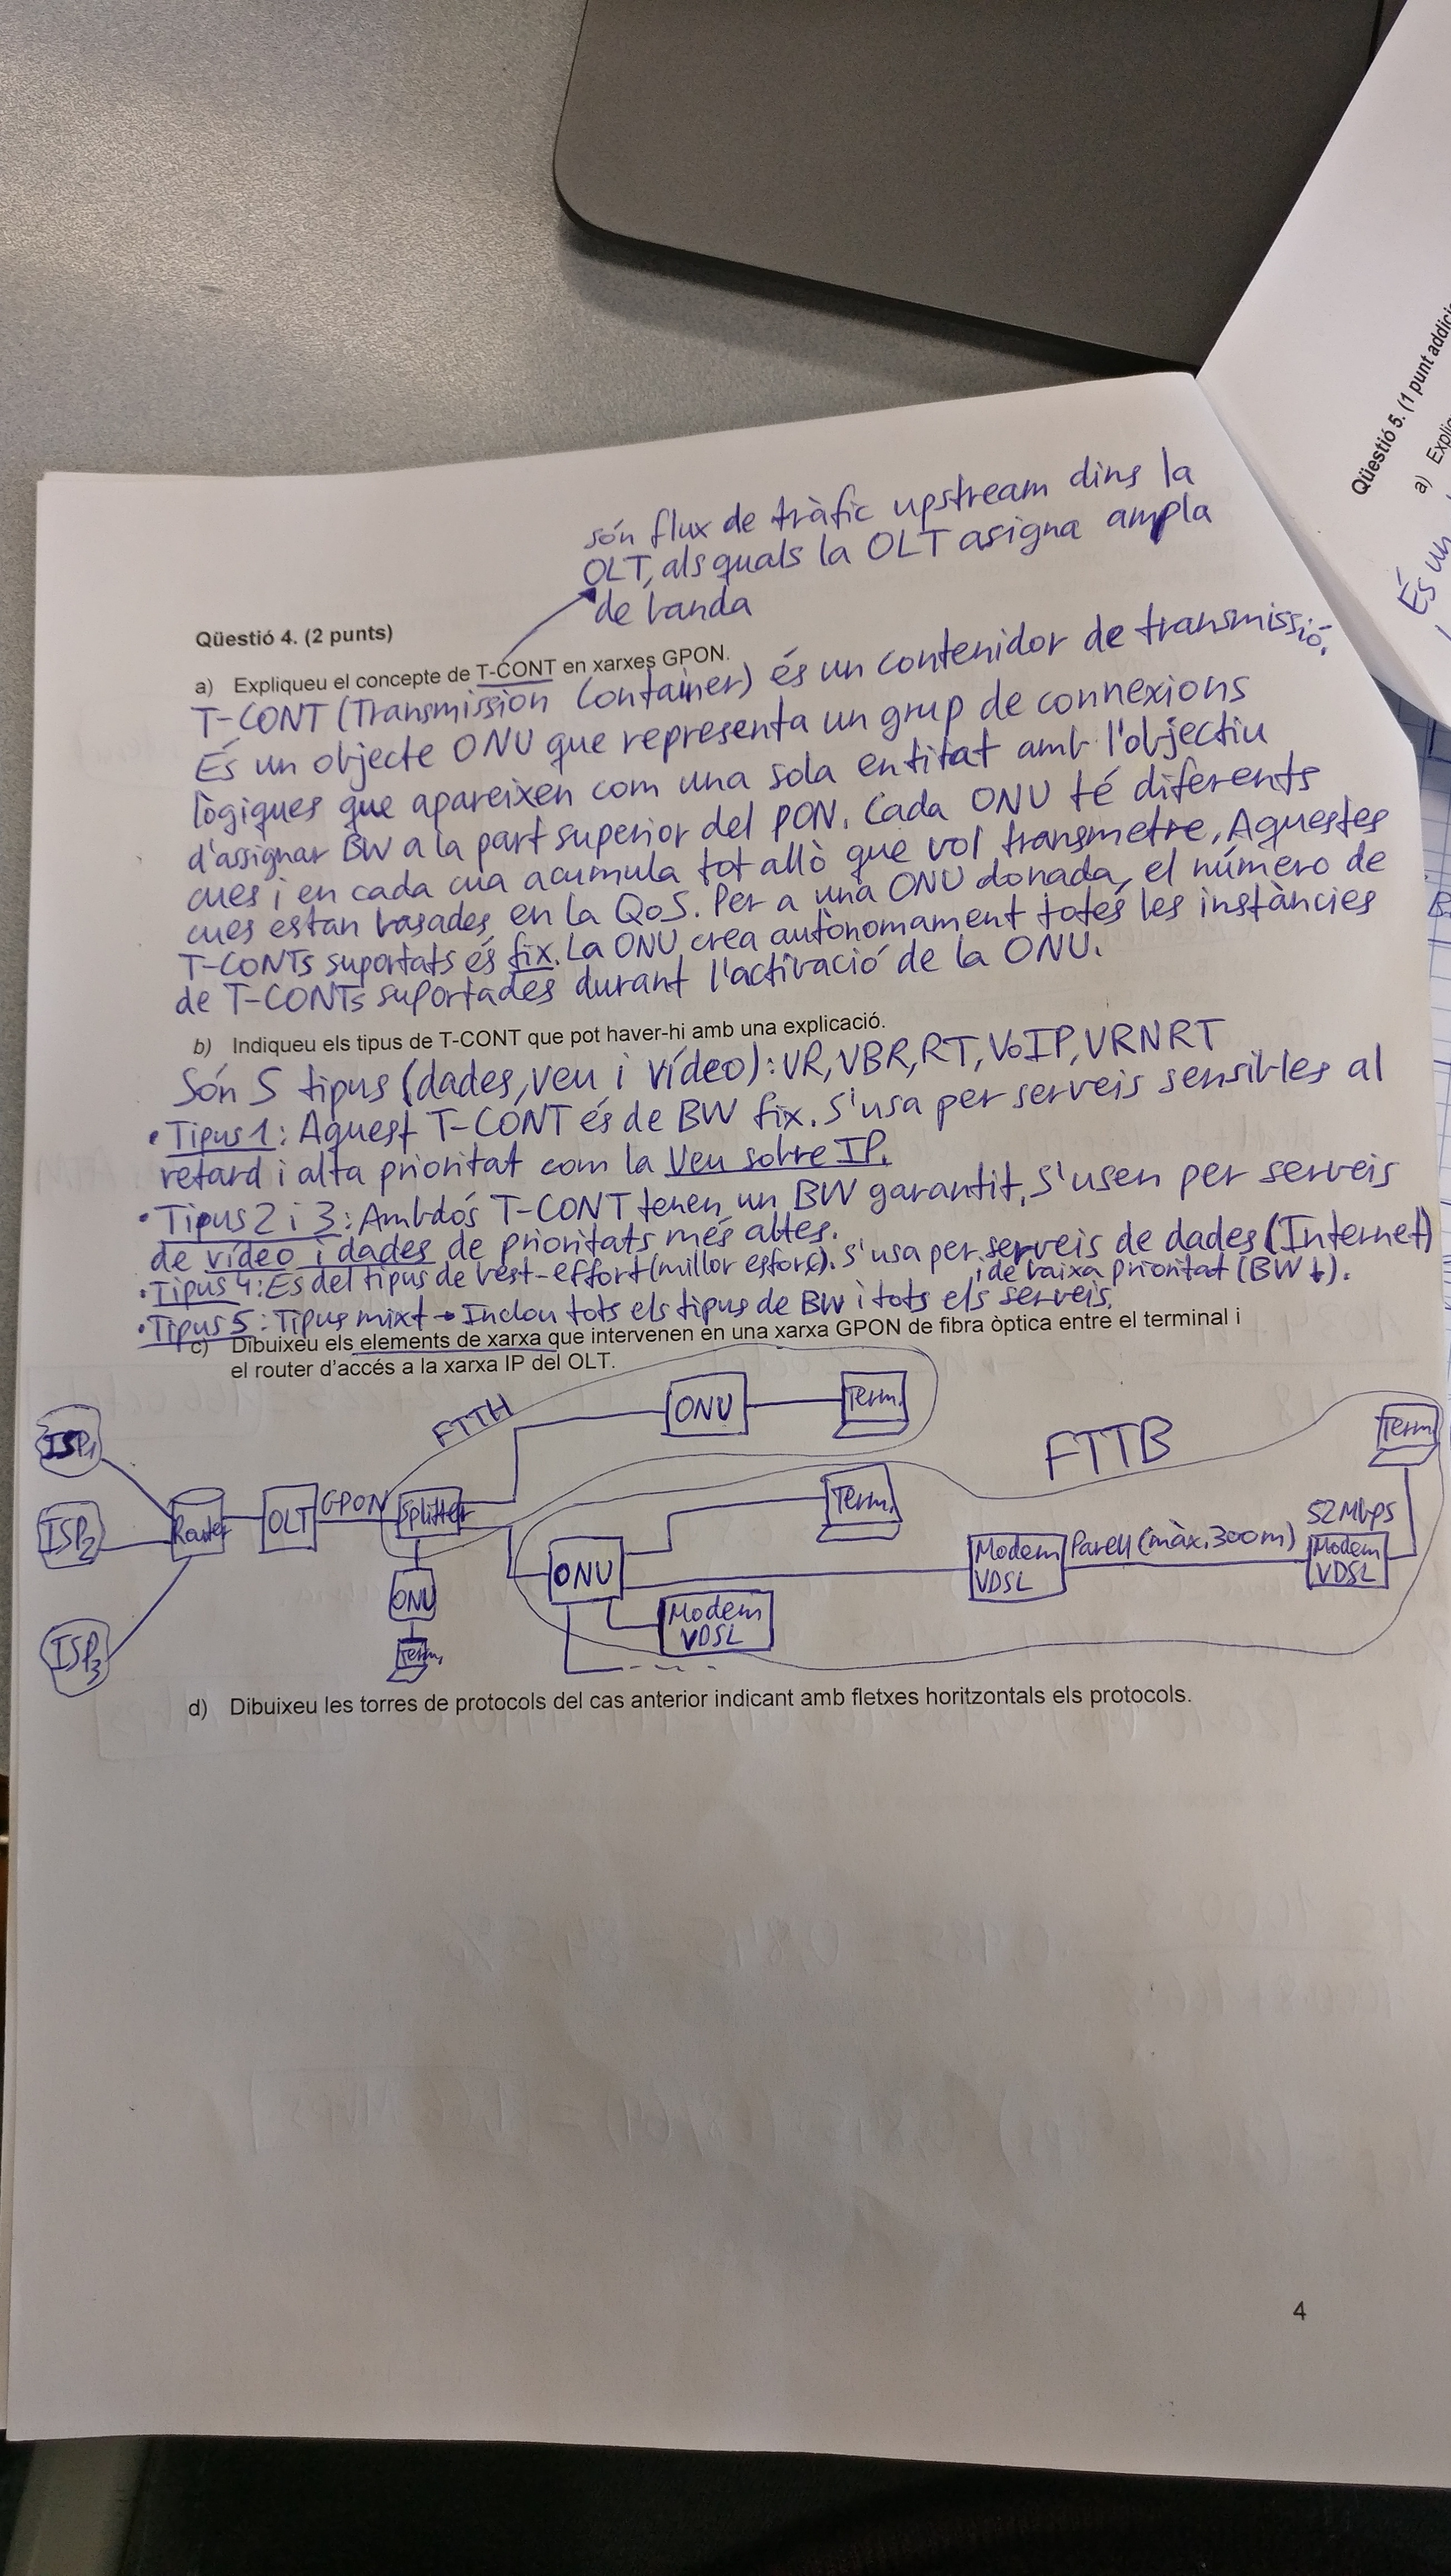 són flux de tràfic upstream dins la
OLT, als quals la OLT asigna ampla
de banda
Qüestió 4. (2 punts)
a) Expliqueu el concepte de T-CONT en xarxes GPON.
T-CONT (Transmission Container) és un contenidor de transmissió.
És un objecte ONU que representa un grup de connexions
lògiques que apareixen com una sola entitat amb l'objectiu
d'assignar BW a la part superior del PON. Cada ONU té diferents
cues i en cada cua acumula tot allò que vol transmetre. Aquestes
cues estan basades en la QoS. Per a una ONU donada, el número de
T-CONTs suportats és fix. La ONU crea autònomament totes les instàncies
de T-CONTs suportades durant l'activació de la ONU.
b) Indiqueu els tipus de T-CONT que pot haver-hi amb una explicació.
Són 5 tipus (dades, veu i vídeo): VR, VBR, RT, VoIP, VRNRT
• Tipus 1: Aquest T-CONT és de BW fix. S'usa per serveis sensibles al
retard i alta prioritat com la Veu sobre IP.
• Tipus 2 i 3: Ambdós T-CONT tenen un BW garantit, s'usen per serveis
de vídeo i dades de prioritats més altes.
• Tipus 4: És del tipus de best-effort (millor esforç). S'usa per serveis de dades (Internet)
i de baixa prioritat (BW ↓).
• Tipus 5: Tipus mixt → Inclou tots els tipus de BW i tots els serveis.
c) Dibuixeu els elements de xarxa que intervenen en una xarxa GPON de fibra òptica entre el terminal i
el router d'accés a la xarxa IP del OLT.
FTTH
ONU
Term.
ISP1
FTTB
Term.
ISP2
Router
OLT
GPON
Splitter
Term.
ONU
Modem
VDSL
Parell (màx. 300m)
52 Mbps
Modem
VDSL
ONU
Modem
VDSL
ISP3
Term.
d) Dibuixeu les torres de protocols del cas anterior indicant amb fletxes horitzontals els protocols.
4
Qüestió 5. (1 punt
a)
És un